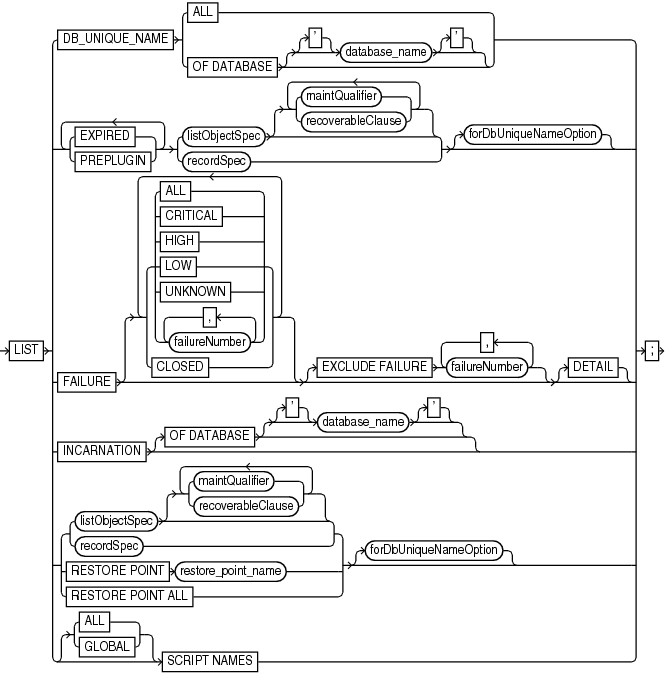 ALL
DB_UNIQUE_NAME
' '
OF DATABASE database_name
maintQualifier
EXPIRED listObjectSpec recoverableClause forDbUniqueNameOption
PREPLUGIN recordSpec
ALL
CRITICAL
HIGH
LOW
UNKNOWN
,
failureNumber
LIST ;
CLOSED EXCLUDE FAILURE , failureNumber DETAIL
FAILURE
' '
OF DATABASE database_name
INCARNATION
maintQualifier
recoverableClause
listObjectSpec
recordSpec forDbUniqueNameOption
RESTORE POINT restore_point_name
RESTORE POINT ALL
ALL
GLOBAL
SCRIPT NAMES